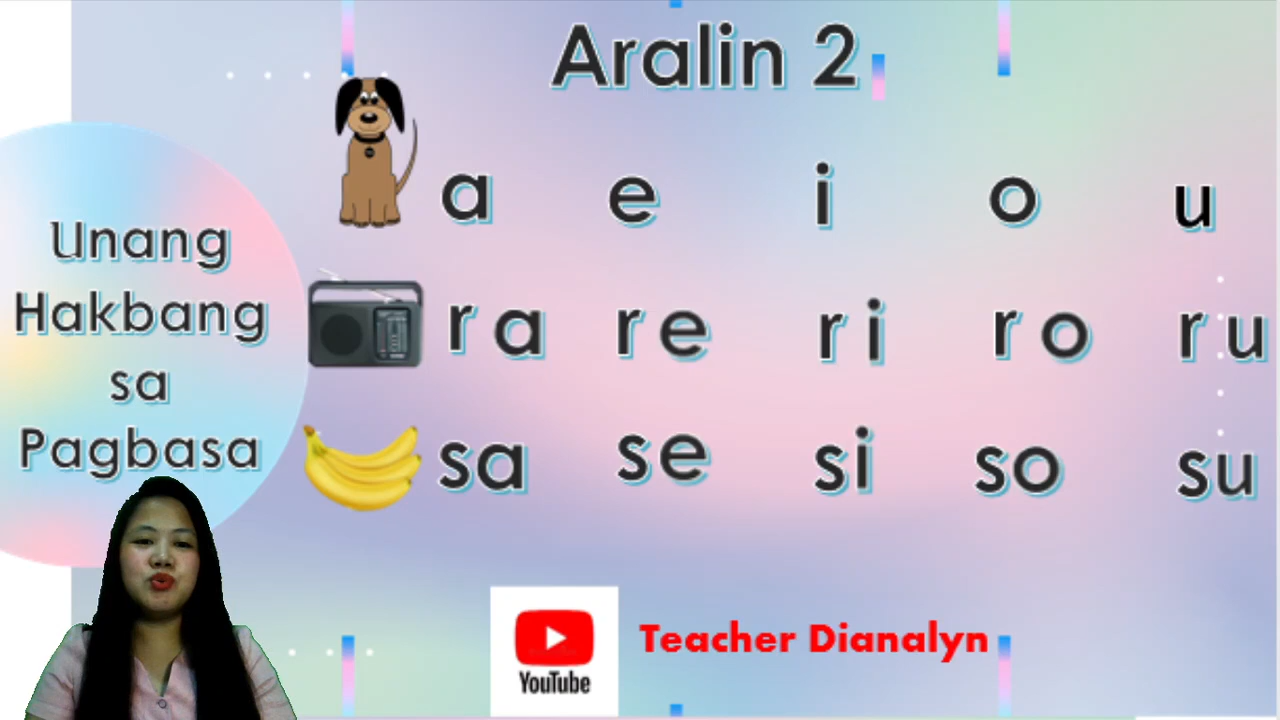 Aralin 2
a e i o u
Unang
Hakbang
sa
Pagbasa
ra re ri ro ru
sa se si so su
YouTube
Teacher Dianalyn